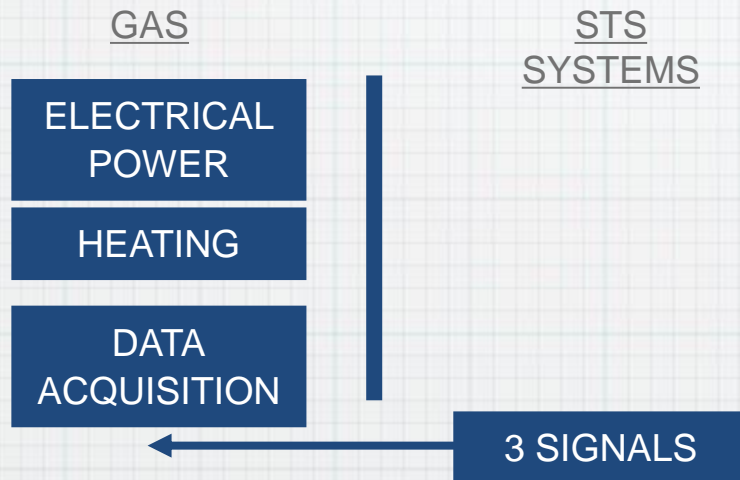 GAS
STS
SYSTEMS
ELECTRICAL
POWER
HEATING
DATA
ACQUISITION
3 SIGNALS